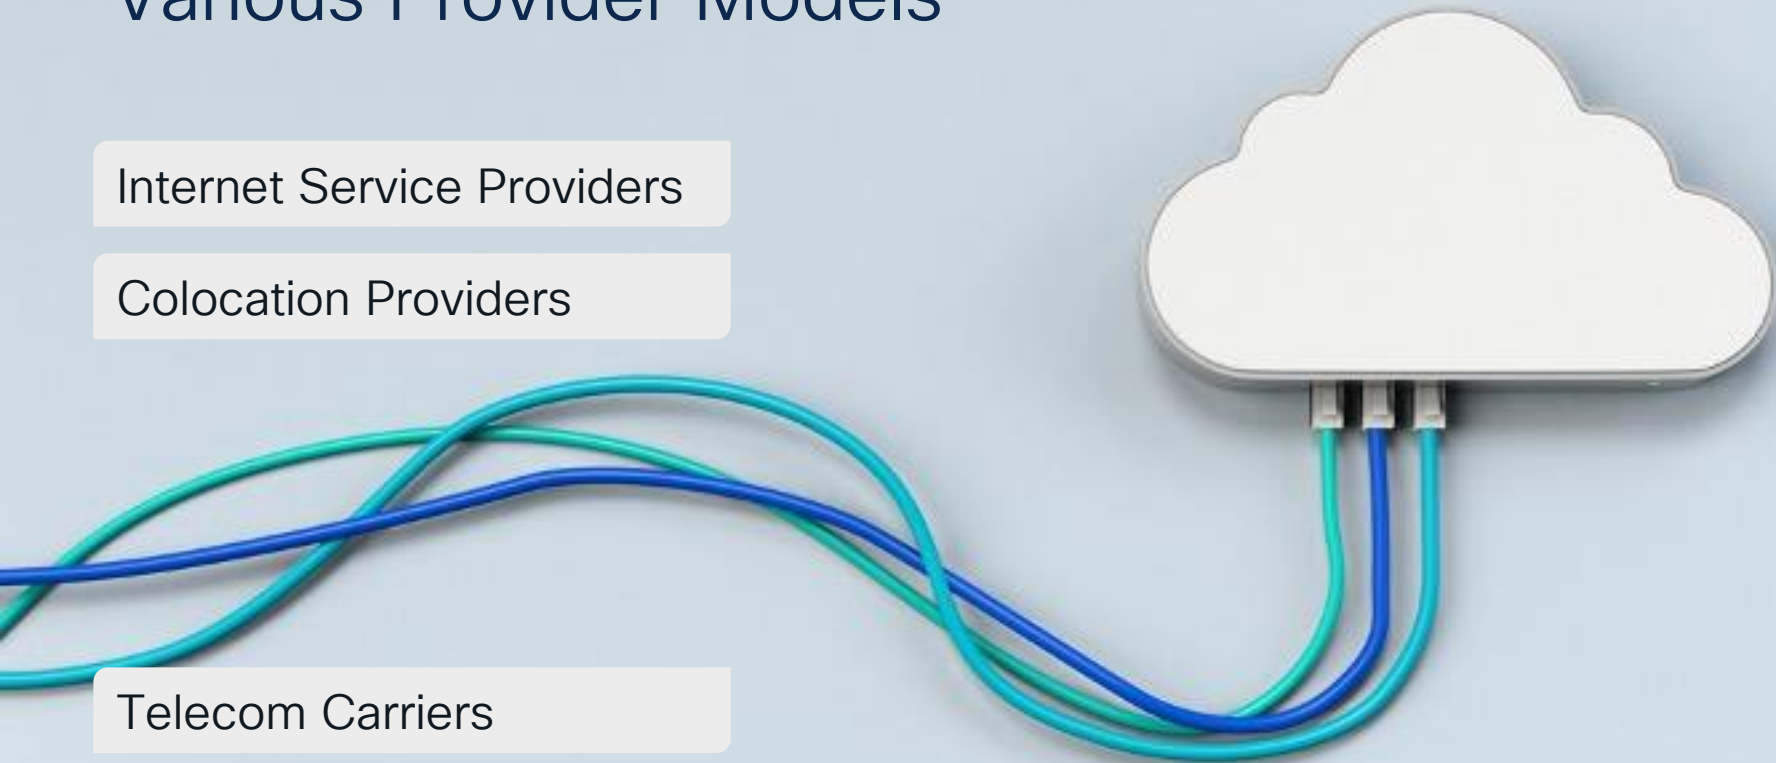 Various Provider Models
Internet Service Providers
Colocation Providers
Telecom Carriers